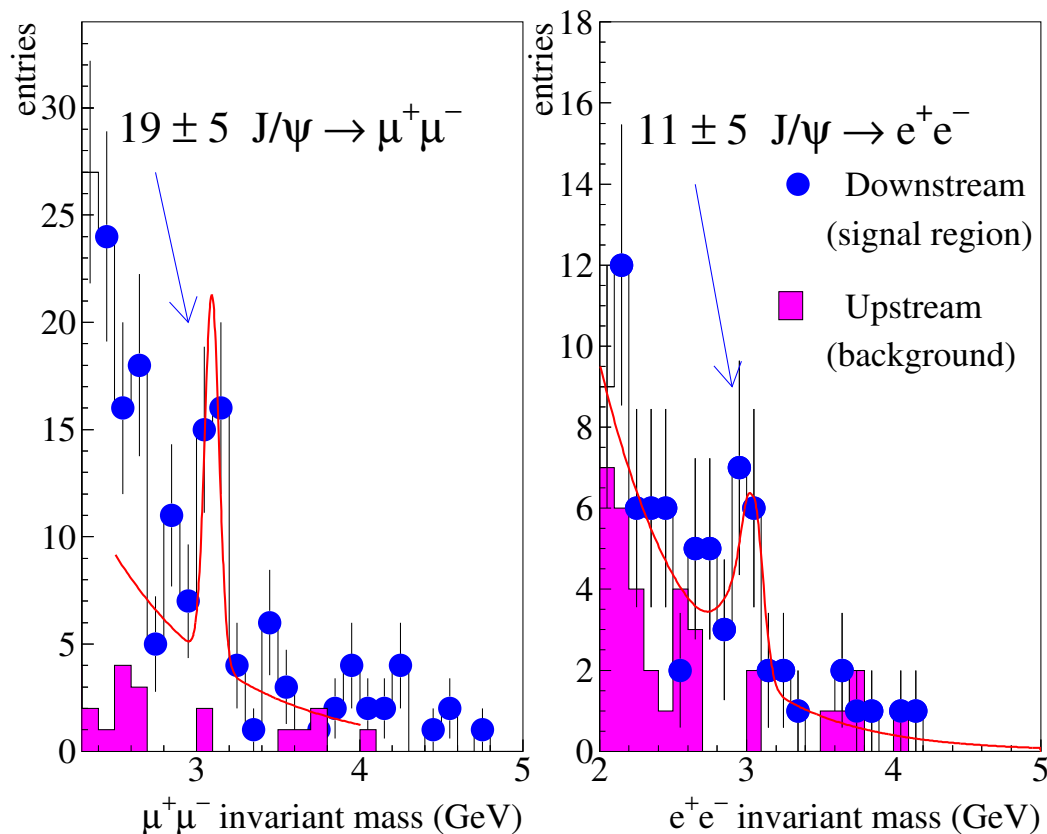 entries
19 ± 5 J/ψ → μ⁺μ⁻
30
25
20
15
10
5
0
3
4
5
μ⁺μ⁻ invariant mass (GeV)
entries
11 ± 5 J/ψ → e⁺e⁻
Downstream
(signal region)
Upstream
(background)
18
16
14
12
10
8
6
4
2
0
2
3
4
5
e⁺e⁻ invariant mass (GeV)